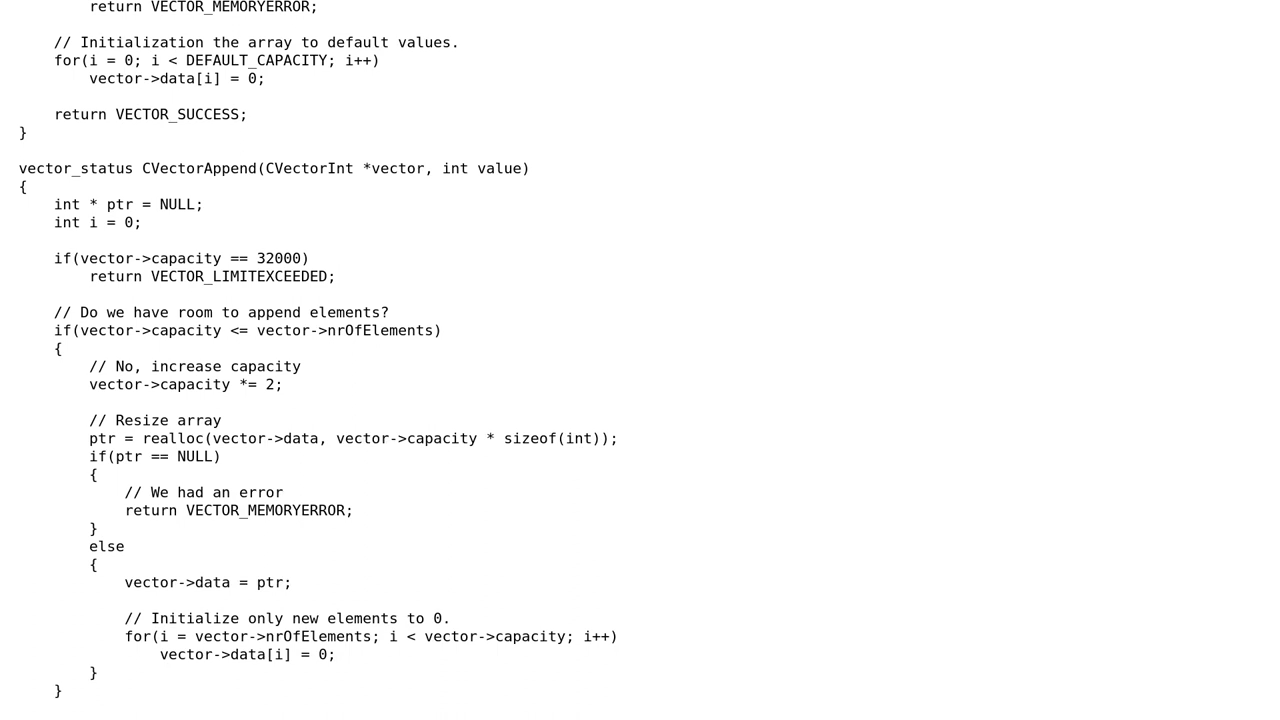 return VECTOR_MEMORYERROR;

    // Initialization the array to default values.
    for(i = 0; i < DEFAULT_CAPACITY; i++)
        vector->data[i] = 0;

    return VECTOR_SUCCESS;
}

vector_status CVectorAppend(CVectorInt *vector, int value)
{
    int * ptr = NULL;
    int i = 0;

    if(vector->capacity == 32000)
        return VECTOR_LIMITEXCEEDED;

    // Do we have room to append elements?
    if(vector->capacity <= vector->nrOfElements)
    {
        // No, increase capacity
        vector->capacity *= 2;

        // Resize array
        ptr = realloc(vector->data, vector->capacity * sizeof(int));
        if(ptr == NULL)
        {
            // We had an error
            return VECTOR_MEMORYERROR;
        }
        else
        {
            vector->data = ptr;

            // Initialize only new elements to 0.
            for(i = vector->nrOfElements; i < vector->capacity; i++)
                vector->data[i] = 0;
        }
    }